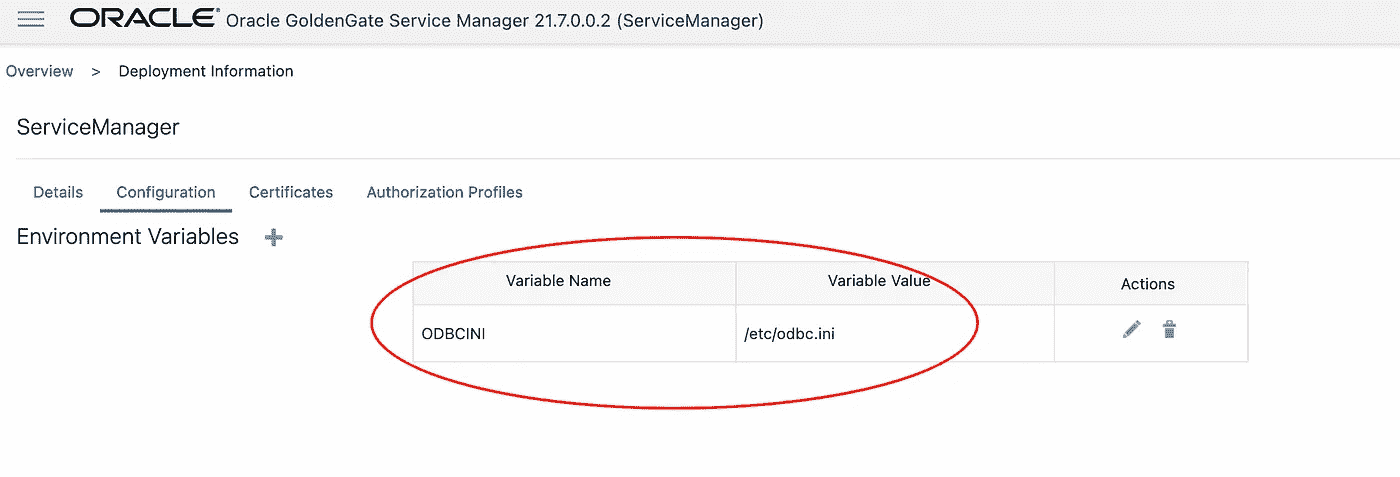 ORACLE® Oracle GoldenGate Service Manager 21.7.0.0.2 (ServiceManager)
Overview > Deployment Information
ServiceManager
Details Configuration Certificates Authorization Profiles
Environment Variables
Variable Name Variable Value Actions
ODBCINI /etc/odbc.ini